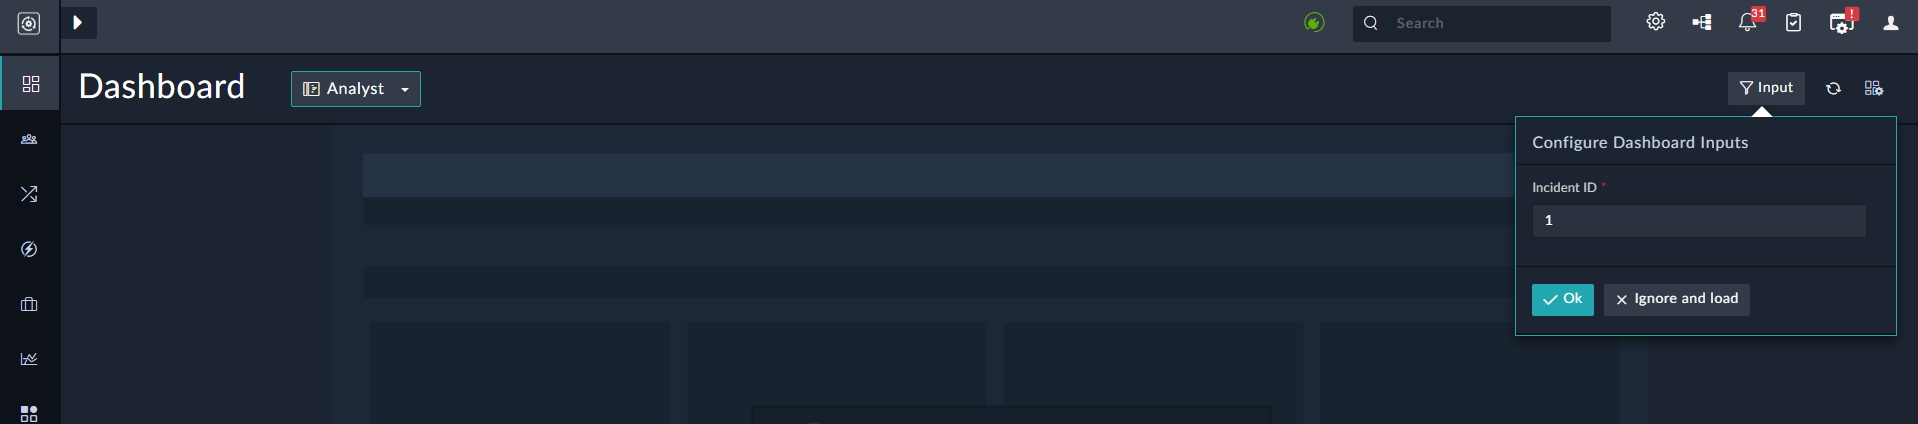 Search
31
!
Dashboard
Analyst
Input
Configure Dashboard Inputs
Incident ID *
1
Ok
Ignore and load